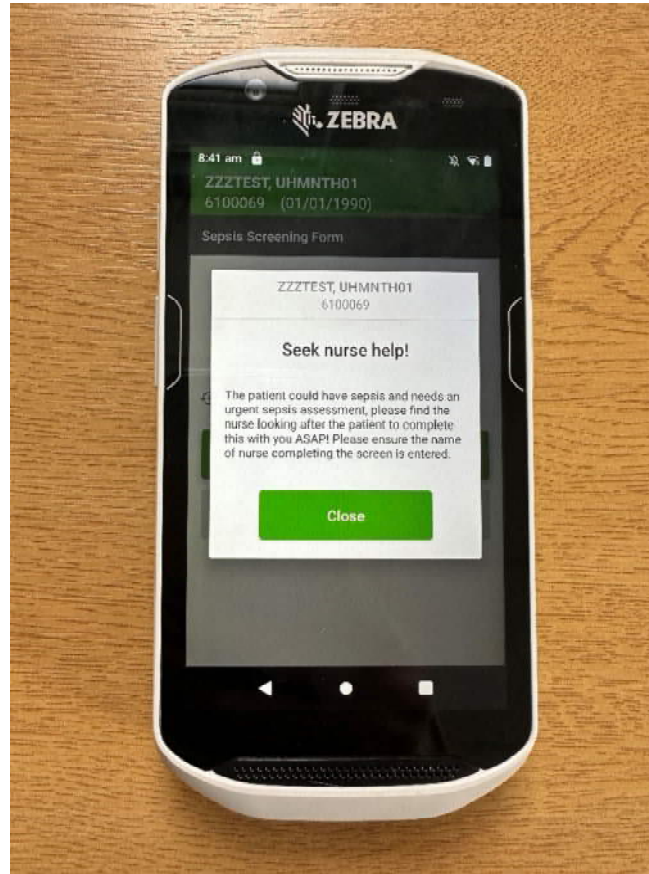 ZEBRA
8:41 am
ZZZTEST, UHMNTH01
6100069 (01/01/1990)
Sepsis Screening Form
ZZZTEST, UHMNTH01
6100069
Seek nurse help!
The patient could have sepsis and needs an
urgent sepsis assessment, please find the
nurse looking after the patient to complete
this with you ASAP! Please ensure the name
of nurse completing the screen is entered.
Close